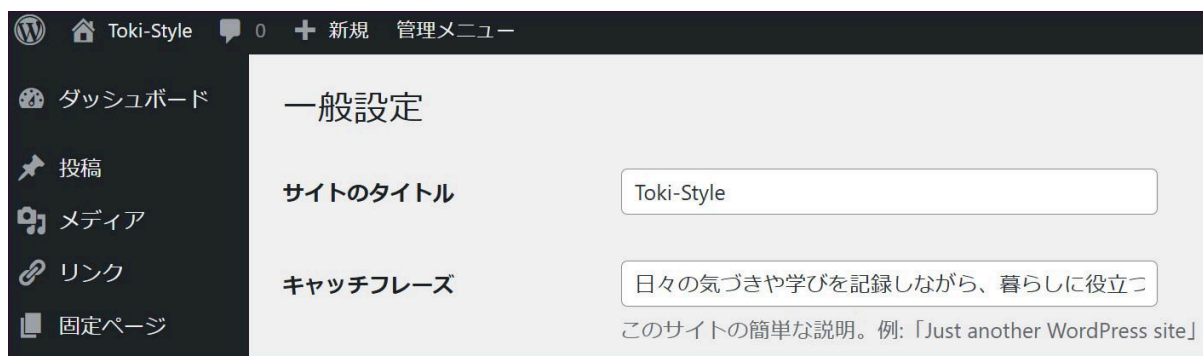 Toki-Style 0 新規 管理メニュー
ダッシュボード
投稿
メディア
リンク
固定ページ
一般設定
サイトのタイトル
Toki-Style
キャッチフレーズ
日々の気づきや学びを記録しながら、暮らしに役立つ
このサイトの簡単な説明。例:「Just another WordPress site」